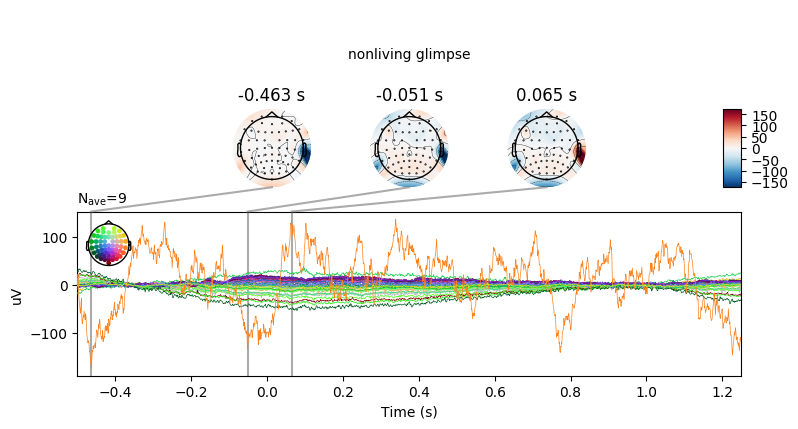 nonliving glimpse
-0.463 s -0.051 s 0.065 s
150
100
50
0
−50
−100
−150
Nave=9
100
0
−100
uV
−0.4 −0.2 0.0 0.2 0.4 0.6 0.8 1.0 1.2
Time (s)